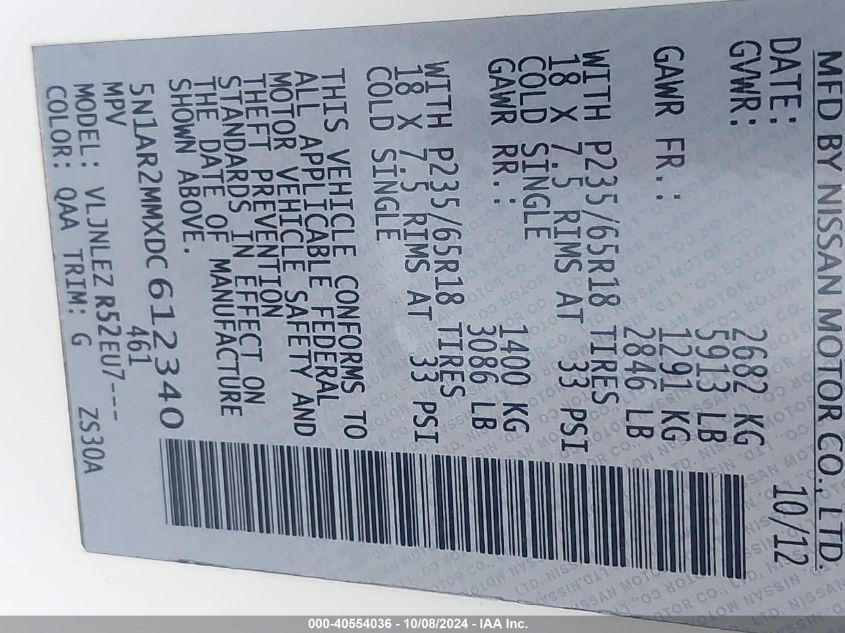 MFD BY NISSAN MOTOR CO., LTD.
DATE: 10/12
GVWR: 2682 KG
5913 LB
GAWR FR.: 1291 KG
2846 LB
WITH P235/65R18 TIRES
18 X 7.5 RIMS AT 33 PSI
COLD SINGLE
GAWR RR.: 1400 KG
3086 LB
WITH P235/65R18 TIRES
18 X 7.5 RIMS AT 33 PSI
COLD SINGLE
THIS VEHICLE CONFORMS TO
ALL APPLICABLE FEDERAL
MOTOR VEHICLE SAFETY AND
THEFT PREVENTION
STANDARDS IN EFFECT ON
THE DATE OF MANUFACTURE
SHOWN ABOVE.
5N1AR2MMXDC612340
MPV 461
MODEL: VLJNLEZ R52EU7---
COLOR: QAA TRIM: G ZS30A
000-40554036 - 10/08/2024 - IAA Inc.